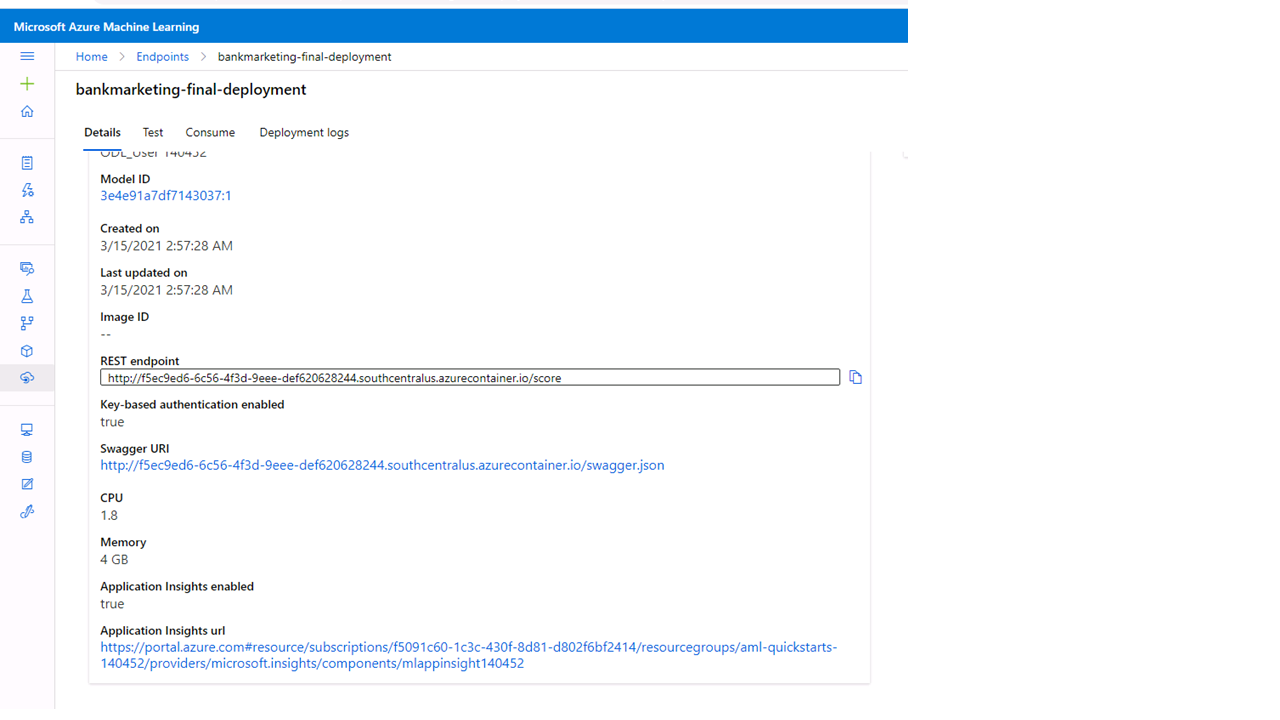 Microsoft Azure Machine Learning
Home > Endpoints > bankmarketing-final-deployment
bankmarketing-final-deployment
Details Test Consume Deployment logs
ODL_User 140452
Model ID
3e4e91a7df7143037:1
Created on
3/15/2021 2:57:28 AM
Last updated on
3/15/2021 2:57:28 AM
Image ID
--
REST endpoint
http://f5ec9ed6-6c56-4f3d-9eee-def620628244.southcentralus.azurecontainer.io/score
Key-based authentication enabled
true
Swagger URI
http://f5ec9ed6-6c56-4f3d-9eee-def620628244.southcentralus.azurecontainer.io/swagger.json
CPU
1.8
Memory
4 GB
Application Insights enabled
true
Application Insights url
https://portal.azure.com#resource/subscriptions/f5091c60-1c3c-430f-8d81-d802f6bf2414/resourcegroups/aml-quickstarts-
140452/providers/microsoft.insights/components/mlappinsight140452